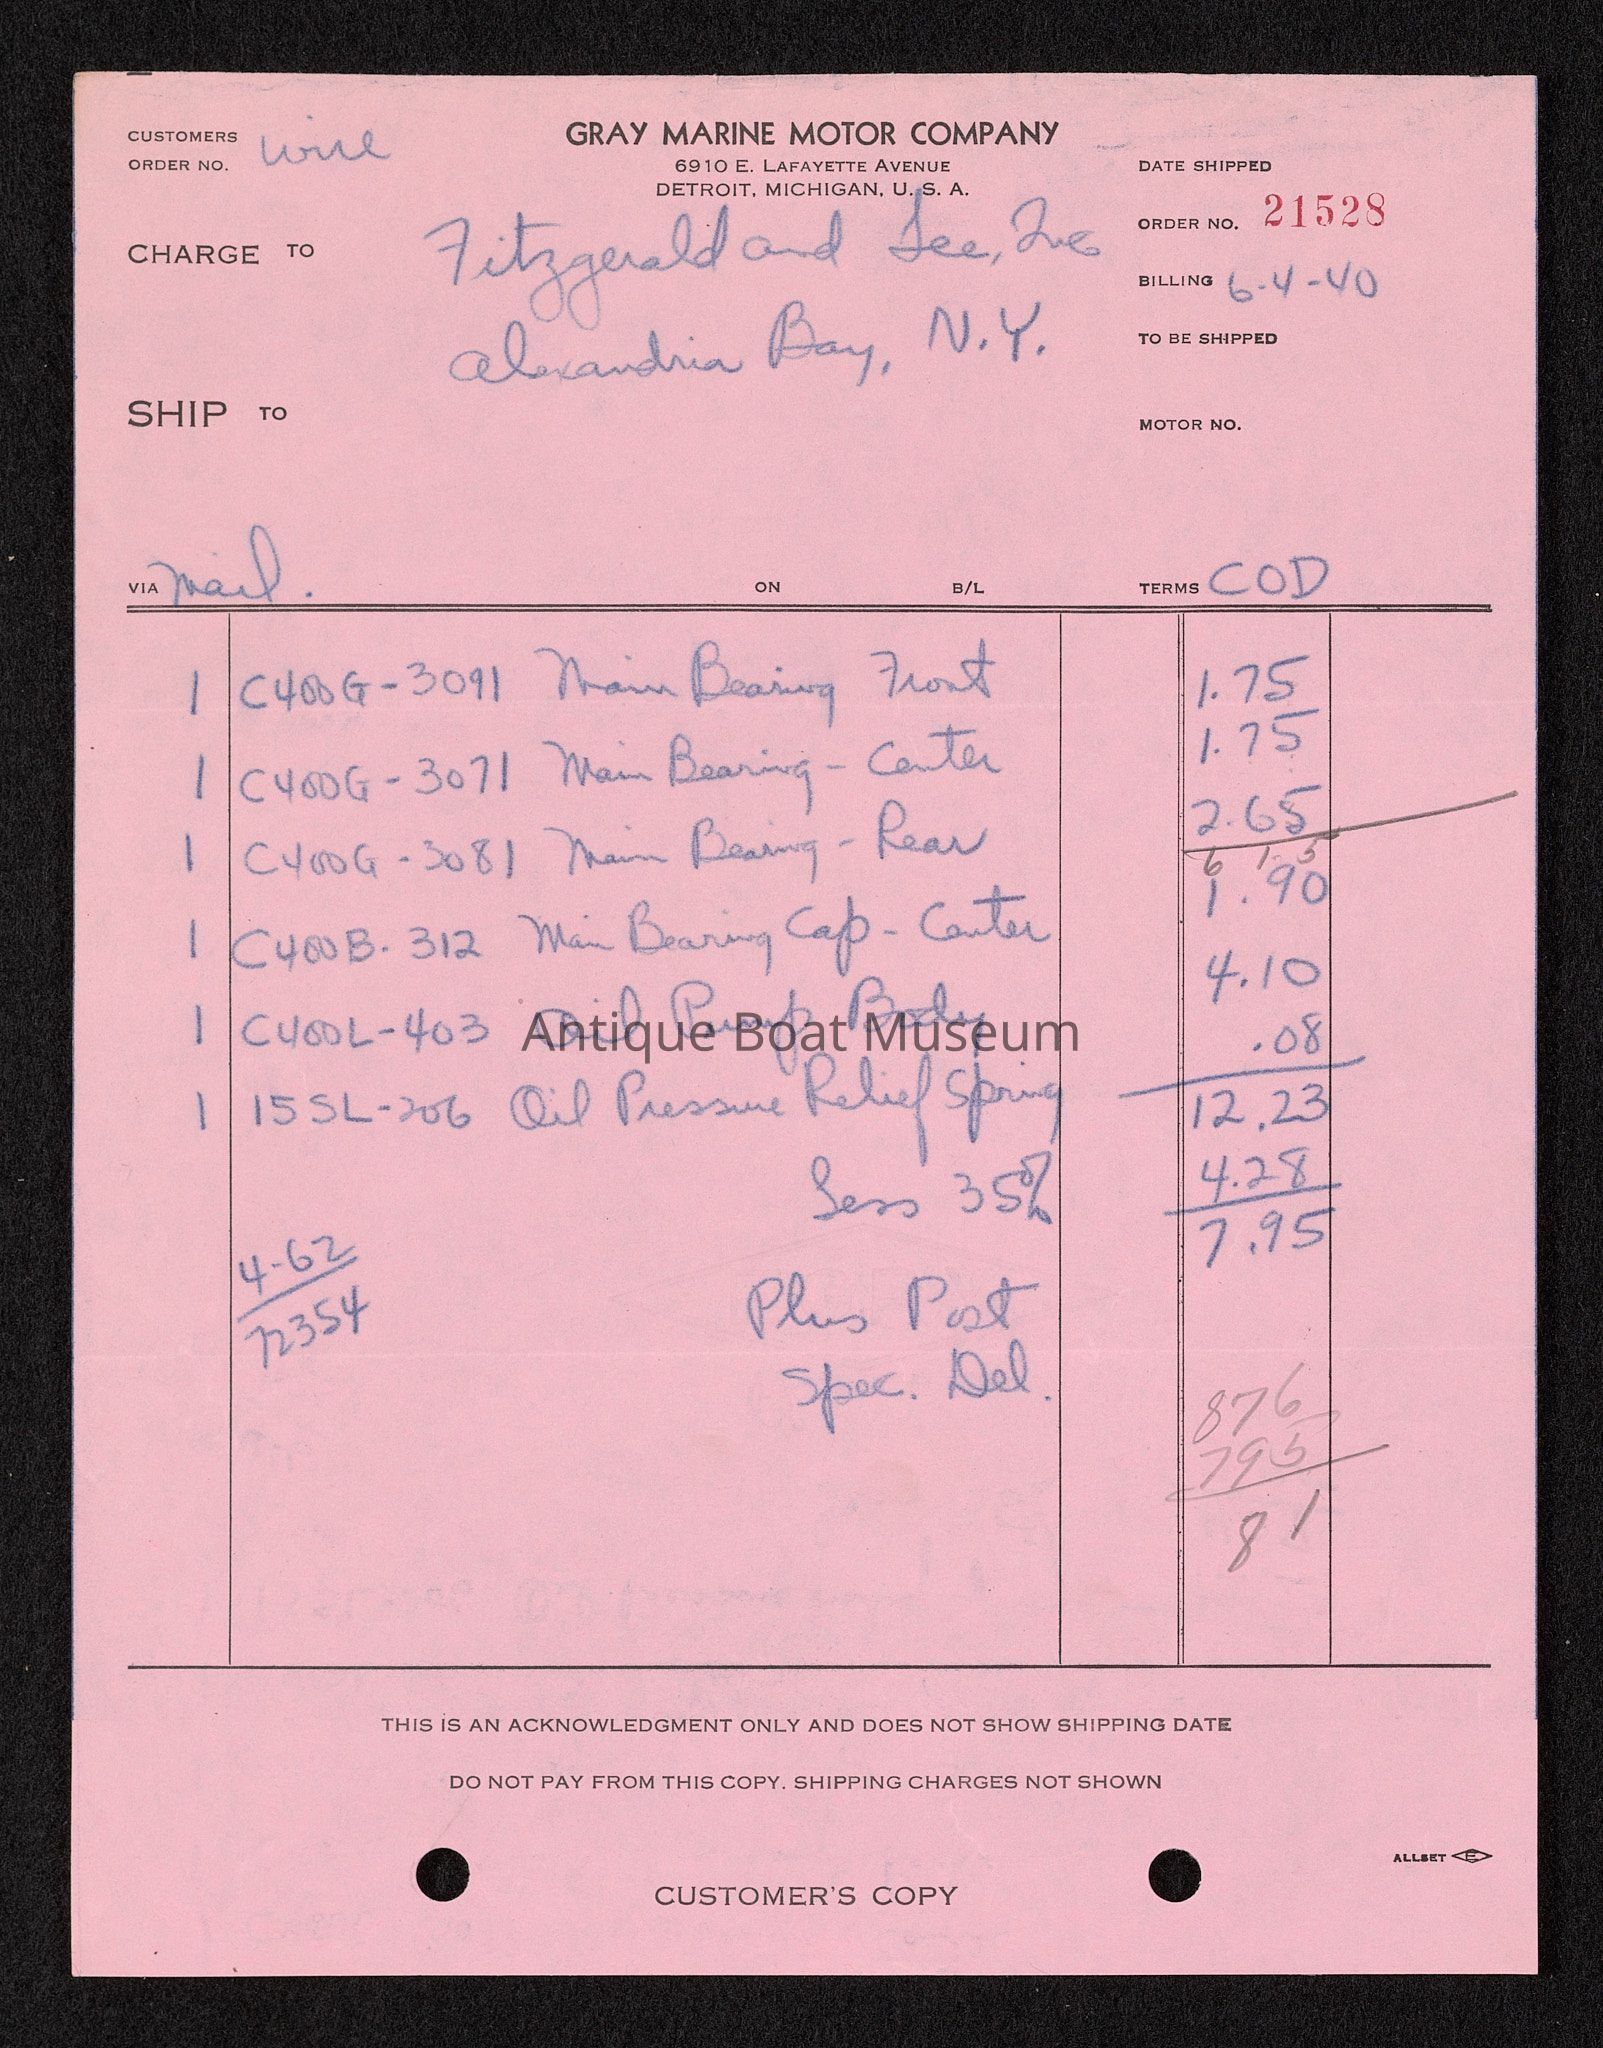 CUSTOMERS ORDER NO. wire
GRAY MARINE MOTOR COMPANY
6910 E. LAFAYETTE AVENUE
DETROIT, MICHIGAN, U. S. A.
DATE SHIPPED
ORDER NO. 21528
CHARGE TO Fitzgerald and Lee, Inc
BILLING 6-4-40
Alexandria Bay, N.Y.
TO BE SHIPPED
SHIP TO
MOTOR NO.
VIA Mail. ON B/L TERMS COD
1 C400G-3091 Main Bearing Front 1.75
1 C400G-3071 Main Bearing-Center 1.75
1 C400G-3081 Main Bearing-Rear 2.65
6 1 5
1 C400B-312 Main Bearing Cap-Center 1.90
1 C400L-403 Oil Pump Body 4.10
Antique Boat Museum
1 15SL-206 Oil Pressure Relief Spring .08
12.23
Less 35% 4.28
7.95
4-62
72354
Plus Post
Spec. Del.
876
795
81
THIS IS AN ACKNOWLEDGMENT ONLY AND DOES NOT SHOW SHIPPING DATE
DO NOT PAY FROM THIS COPY. SHIPPING CHARGES NOT SHOWN
ALLSET E
CUSTOMER'S COPY